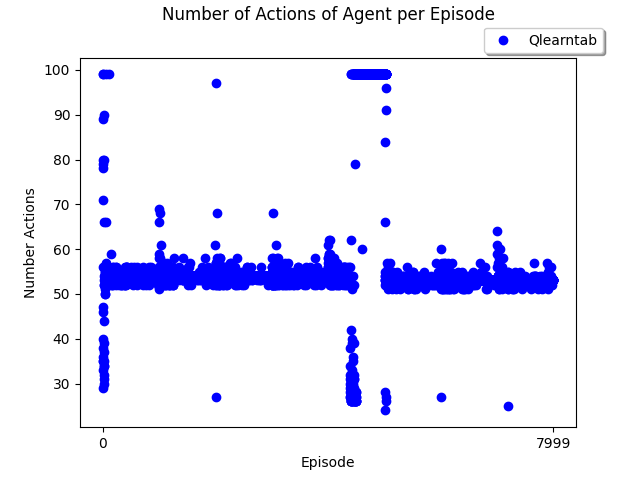 Number of Actions of Agent per Episode
Qlearntab
100
90
80
70
60
50
40
30
Number Actions
0
7999
Episode